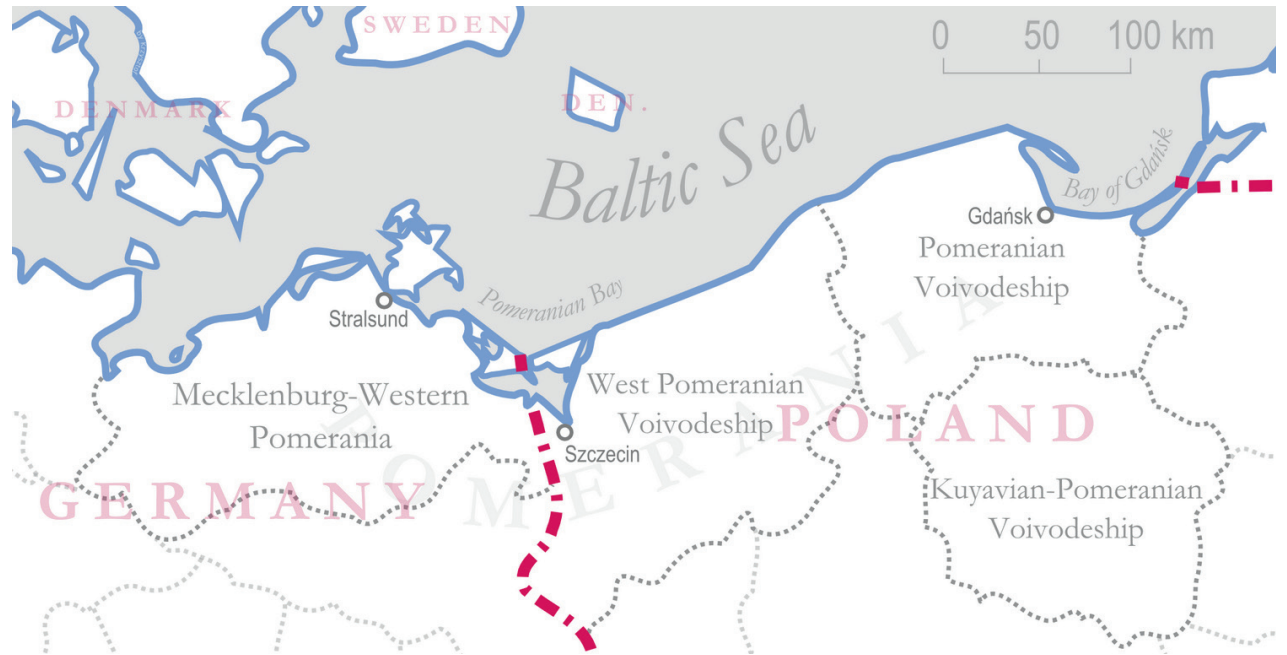 SWEDEN
0 50 100 km
DENMARK
DEN.
Baltic Sea
Bay of Gdańsk
Gdańsk
Pomeranian
Voivodeship
Pomeranian Bay
Stralsund
Mecklenburg-Western
Pomerania
West Pomeranian
Voivodeship
Szczecin
POMERANIA
POLAND
GERMANY
Kuyavian-Pomeranian
Voivodeship